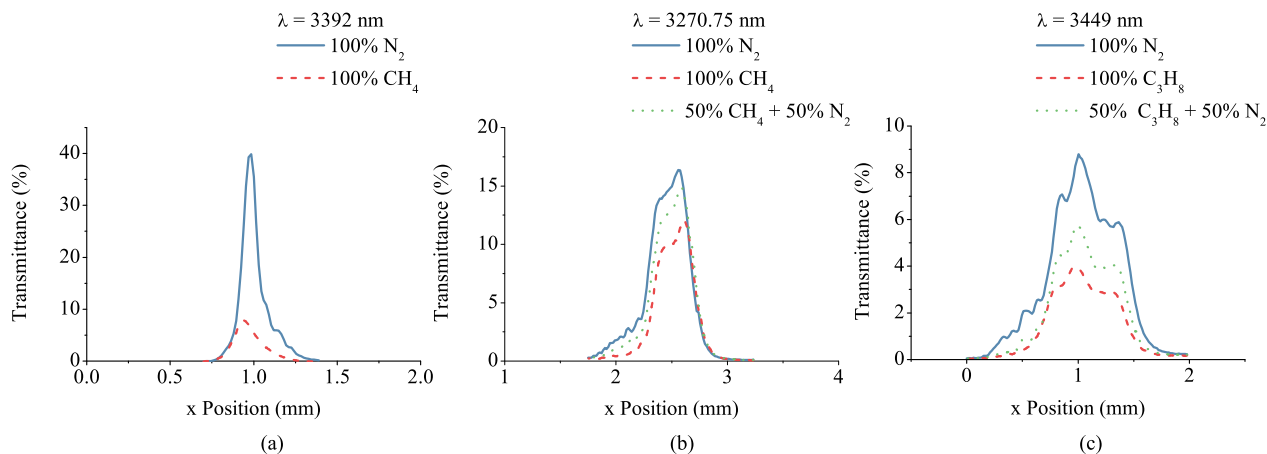 λ = 3392 nm
100% N₂
100% CH₄
Transmittance (%)
40
30
20
10
0
0.0
0.5
1.0
1.5
2.0
x Position (mm)
(a)
λ = 3270.75 nm
100% N₂
100% CH₄
50% CH₄ + 50% N₂
Transmittance (%)
20
15
10
5
0
1
2
3
4
x Position (mm)
(b)
λ = 3449 nm
100% N₂
100% C₃H₈
50% C₃H₈ + 50% N₂
Transmittance (%)
10
8
6
4
2
0
0
1
2
x Position (mm)
(c)